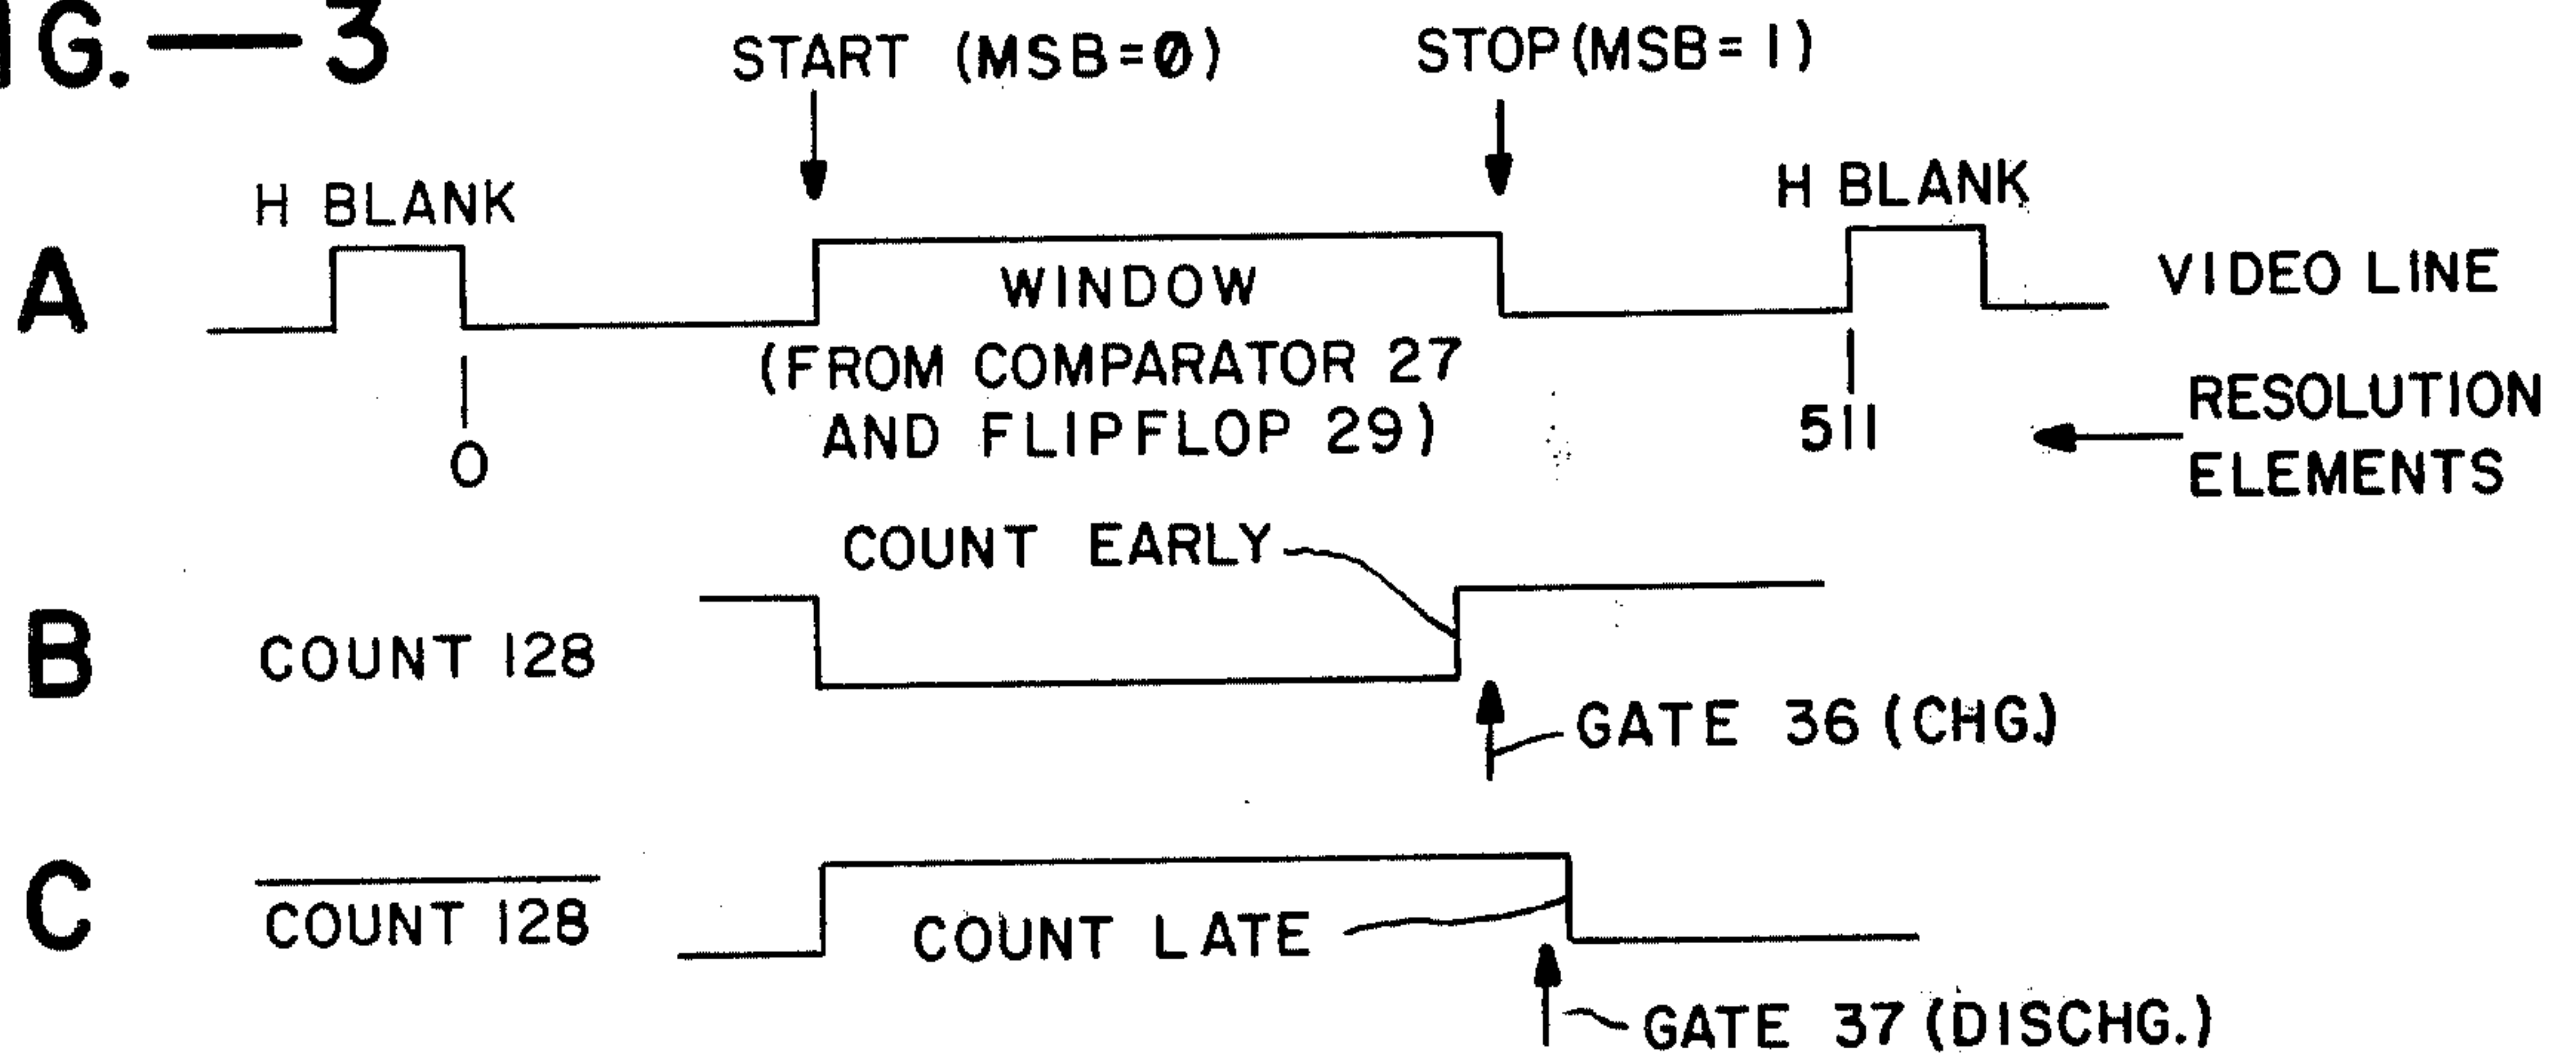 IG.—3
START (MSB=0)
STOP(MSB=1)
H BLANK
H BLANK
A
WINDOW
VIDEO LINE
(FROM COMPARATOR 27
AND FLIPFLOP 29)
0
511
RESOLUTION
ELEMENTS
COUNT EARLY
B
COUNT 128
GATE 36 (CHG.)
C
COUNT 128
COUNT LATE
GATE 37 (DISCHG.)